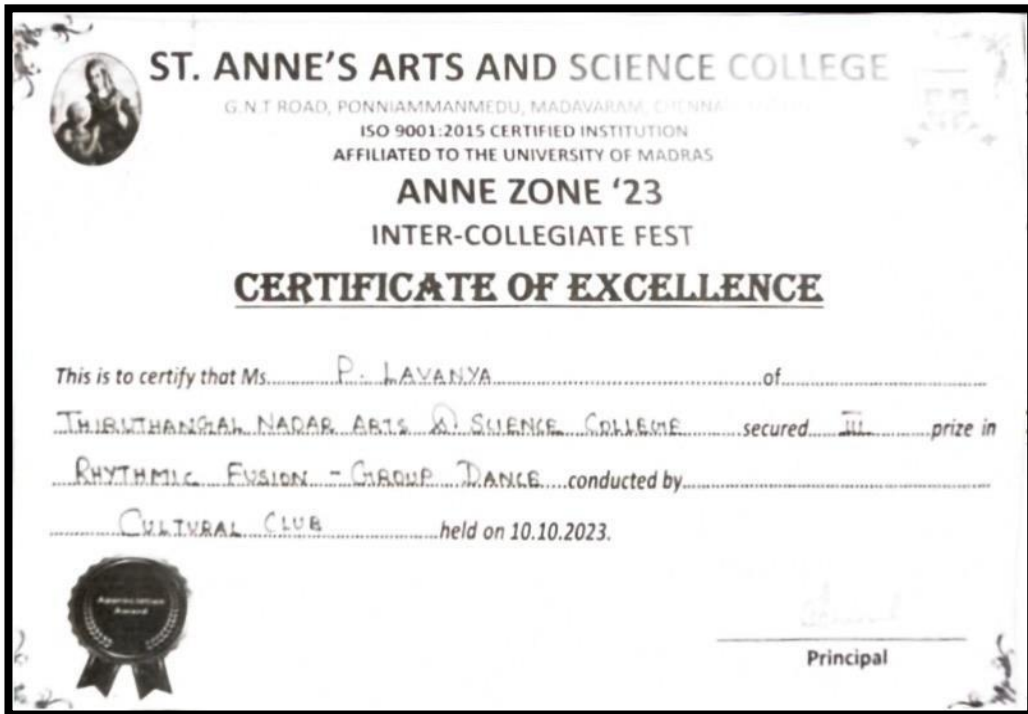 ST. ANNE'S ARTS AND SCIENCE COLLEGE
G.N.T ROAD, PONNIAMMANMEDU, MADAVARAM, CHENNAI
ISO 9001:2015 CERTIFIED INSTITUTION
AFFILIATED TO THE UNIVERSITY OF MADRAS
ANNE ZONE '23
INTER-COLLEGIATE FEST
CERTIFICATE OF EXCELLENCE
This is to certify that Ms. P. LAVANYA of
THIRUTHANGAL NADAR ARTS & SCIENCE COLLEGE secured III prize in
RHYTHMIC FUSION - GROUP DANCE conducted by
CULTURAL CLUB held on 10.10.2023.
Appreciation
Award
Principal